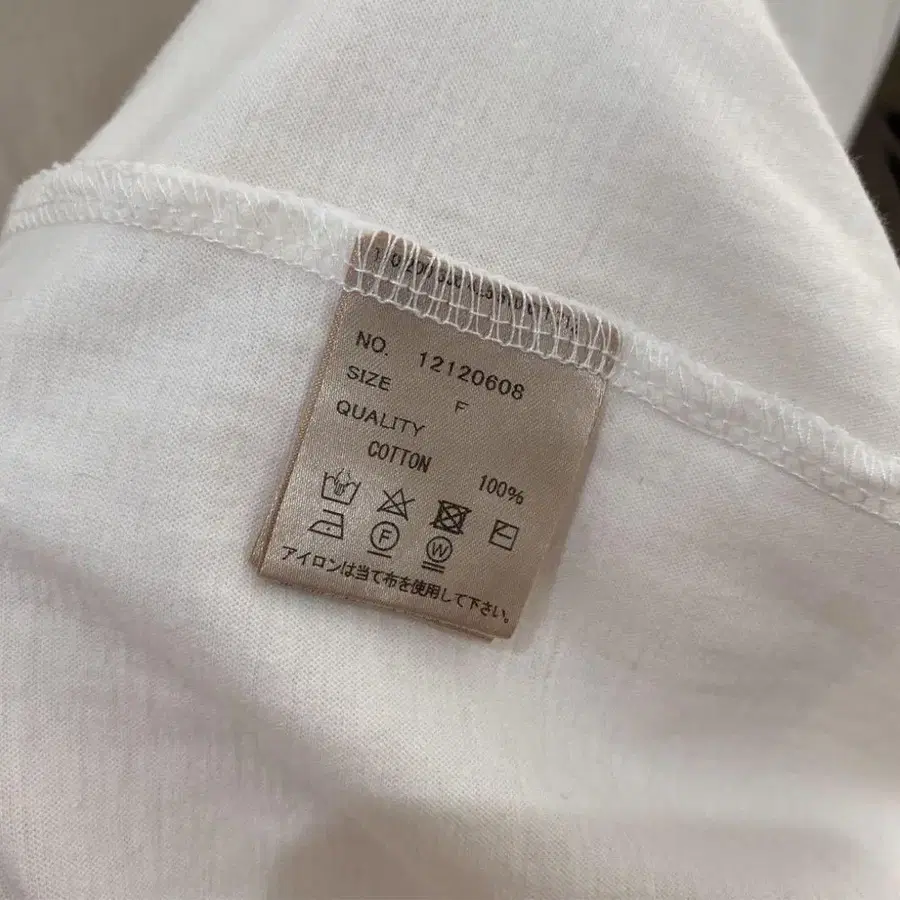 NO. 12120608
SIZE F
QUALITY
COTTON 100%
F W
アイロンは当て布を使用して下さい。